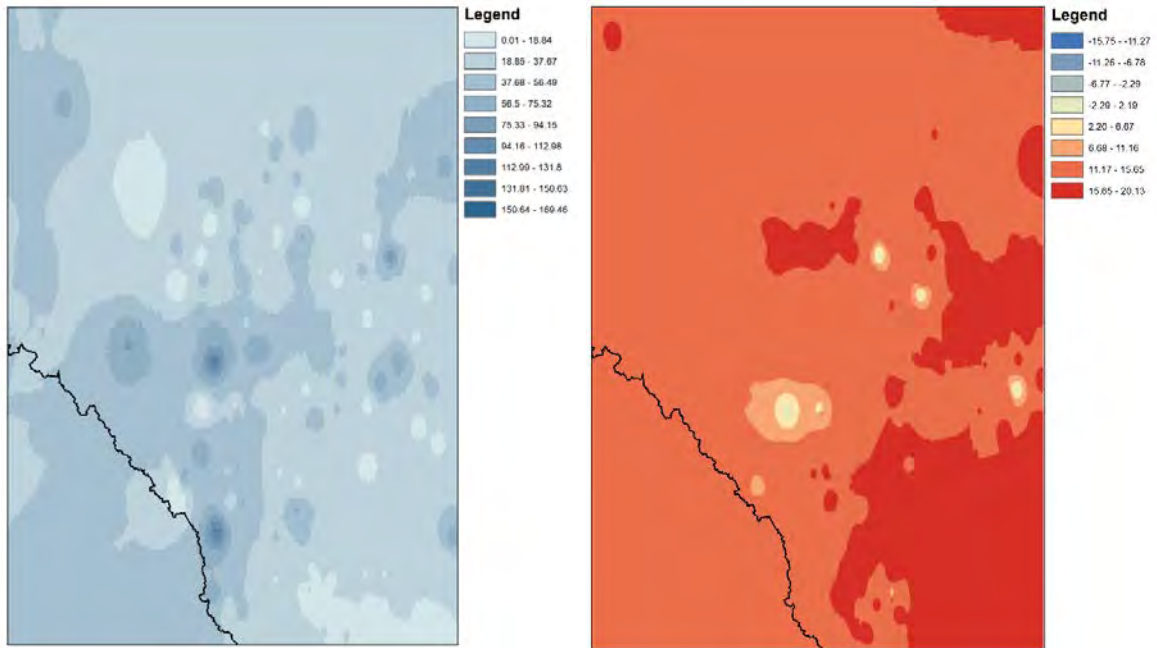 Legend
0.01 - 18.84
18.85 - 37.67
37.68 - 56.49
56.5 - 75.32
75.33 - 94.15
94.16 - 112.98
112.99 - 131.8
131.81 - 150.63
150.64 - 169.46
Legend
-15.75 - -11.27
-11.26 - -6.78
-6.77 - -2.29
-2.29 - 2.19
2.20 - 6.67
6.68 - 11.16
11.17 - 15.65
15.65 - 20.13